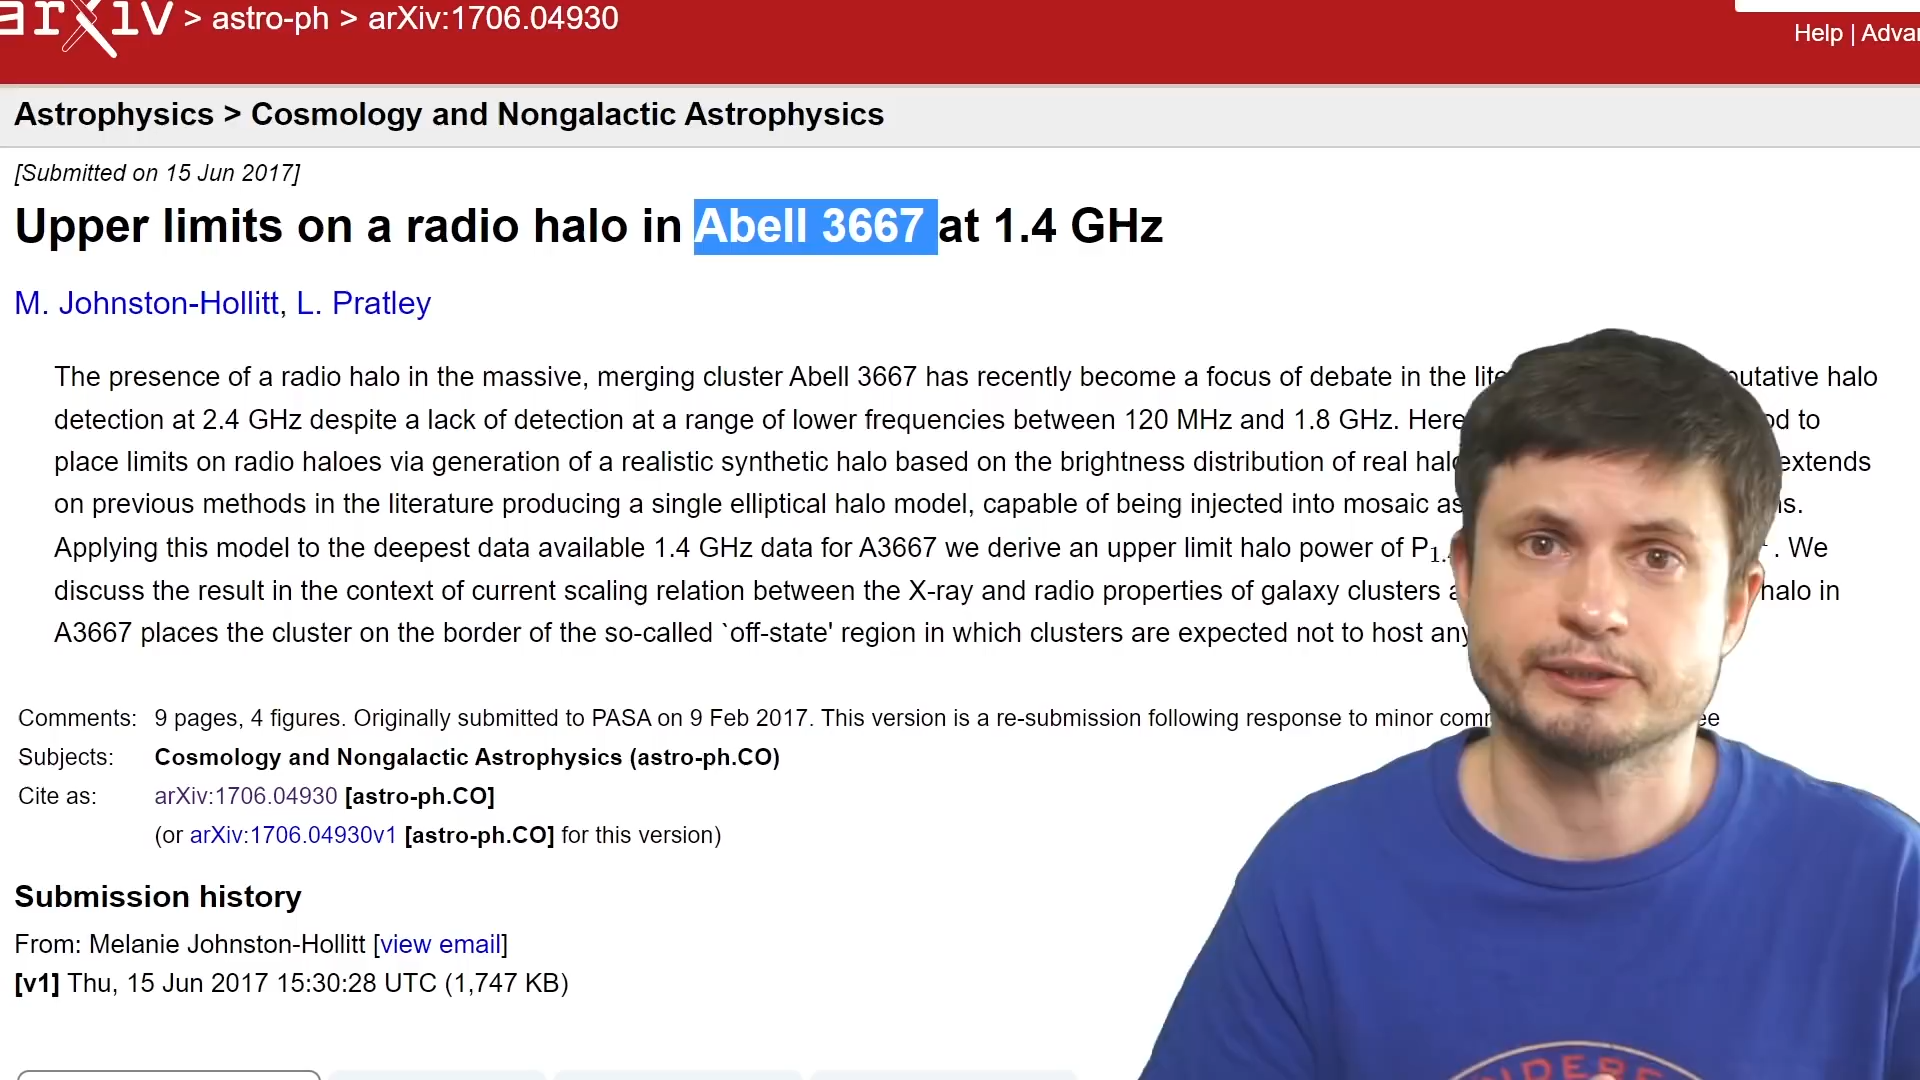 arXiv > astro-ph > arXiv:1706.04930
Help |
Astrophysics > Cosmology and Nongalactic Astrophysics
[Submitted on 15 Jun 2017]
Upper limits on a radio halo in Abell 3667 at 1.4 GHz
M. Johnston-Hollitt, L. Pratley
The presence of a radio halo in the massive, merging cluster Abell 3667 has recently become a focus of debate in the halo
detection at 2.4 GHz despite a lack of detection at a range of lower frequencies between 120 MHz and 1.8 GHz. Here to
place limits on radio haloes via generation of a realistic synthetic halo based on the brightness distribution of real extends
on previous methods in the literature producing a single elliptical halo model, capable of being injected into mosaic
Applying this model to the deepest data available 1.4 GHz data for A3667 we derive an upper limit halo power of . We
discuss the result in the context of current scaling relation between the X-ray and radio properties of galaxy clusters halo in
A3667 places the cluster on the border of the so-called `off-state' region in which clusters are expected not to host any
Comments: 9 pages, 4 figures. Originally submitted to PASA on 9 Feb 2017. This version is a re-submission following response to minor
Subjects: Cosmology and Nongalactic Astrophysics (astro-ph.CO)
Cite as: arXiv:1706.04930 [astro-ph.CO]
(or arXiv:1706.04930v1 [astro-ph.CO] for this version)
Submission history
From: Melanie Johnston-Hollitt [view email]
[v1] Thu, 15 Jun 2017 15:30:28 UTC (1,747 KB)